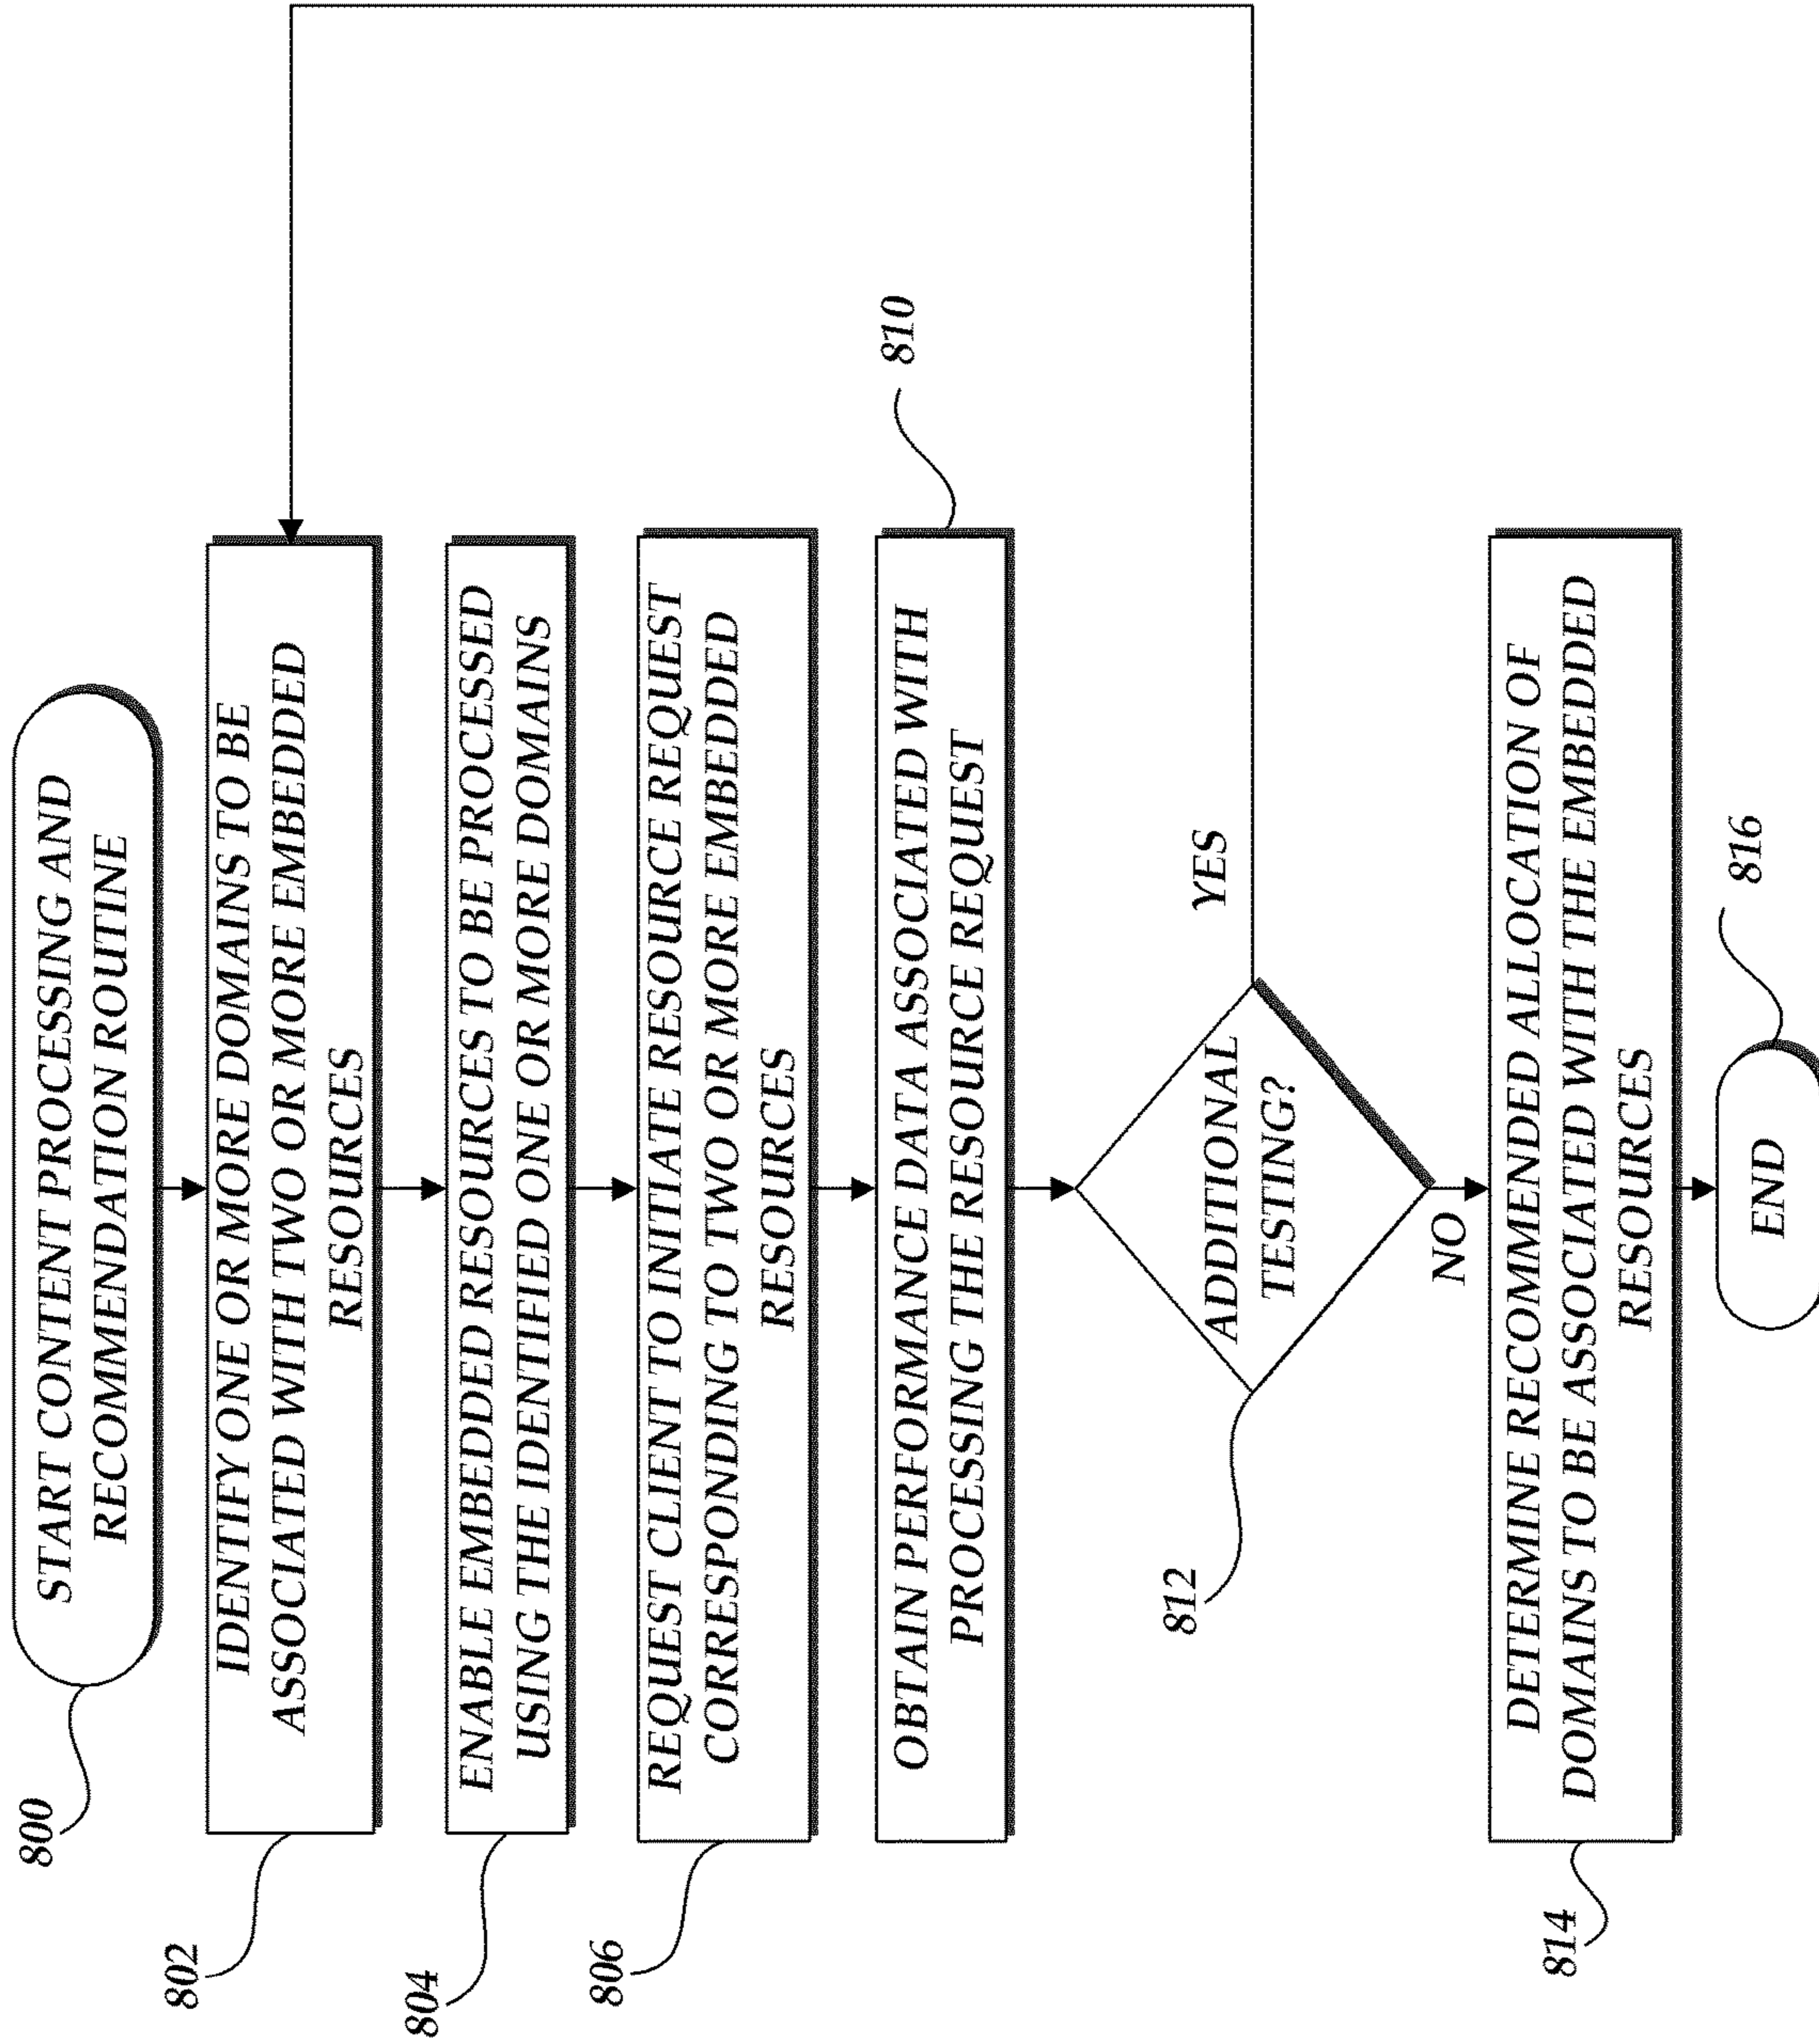 800
START CONTENT PROCESSING AND
RECOMMENDATION ROUTINE
802
IDENTIFY ONE OR MORE DOMAINS TO BE
ASSOCIATED WITH TWO OR MORE EMBEDDED
RESOURCES
804
ENABLE EMBEDDED RESOURCES TO BE PROCESSED
USING THE IDENTIFIED ONE OR MORE DOMAINS
806
REQUEST CLIENT TO INITIATE RESOURCE REQUEST
CORRESPONDING TO TWO OR MORE EMBEDDED
RESOURCES
810
OBTAIN PERFORMANCE DATA ASSOCIATED WITH
PROCESSING THE RESOURCE REQUEST
812
ADDITIONAL
TESTING?
YES
NO
814
DETERMINE RECOMMENDED ALLOCATION OF
DOMAINS TO BE ASSOCIATED WITH THE EMBEDDED
RESOURCES
816
END